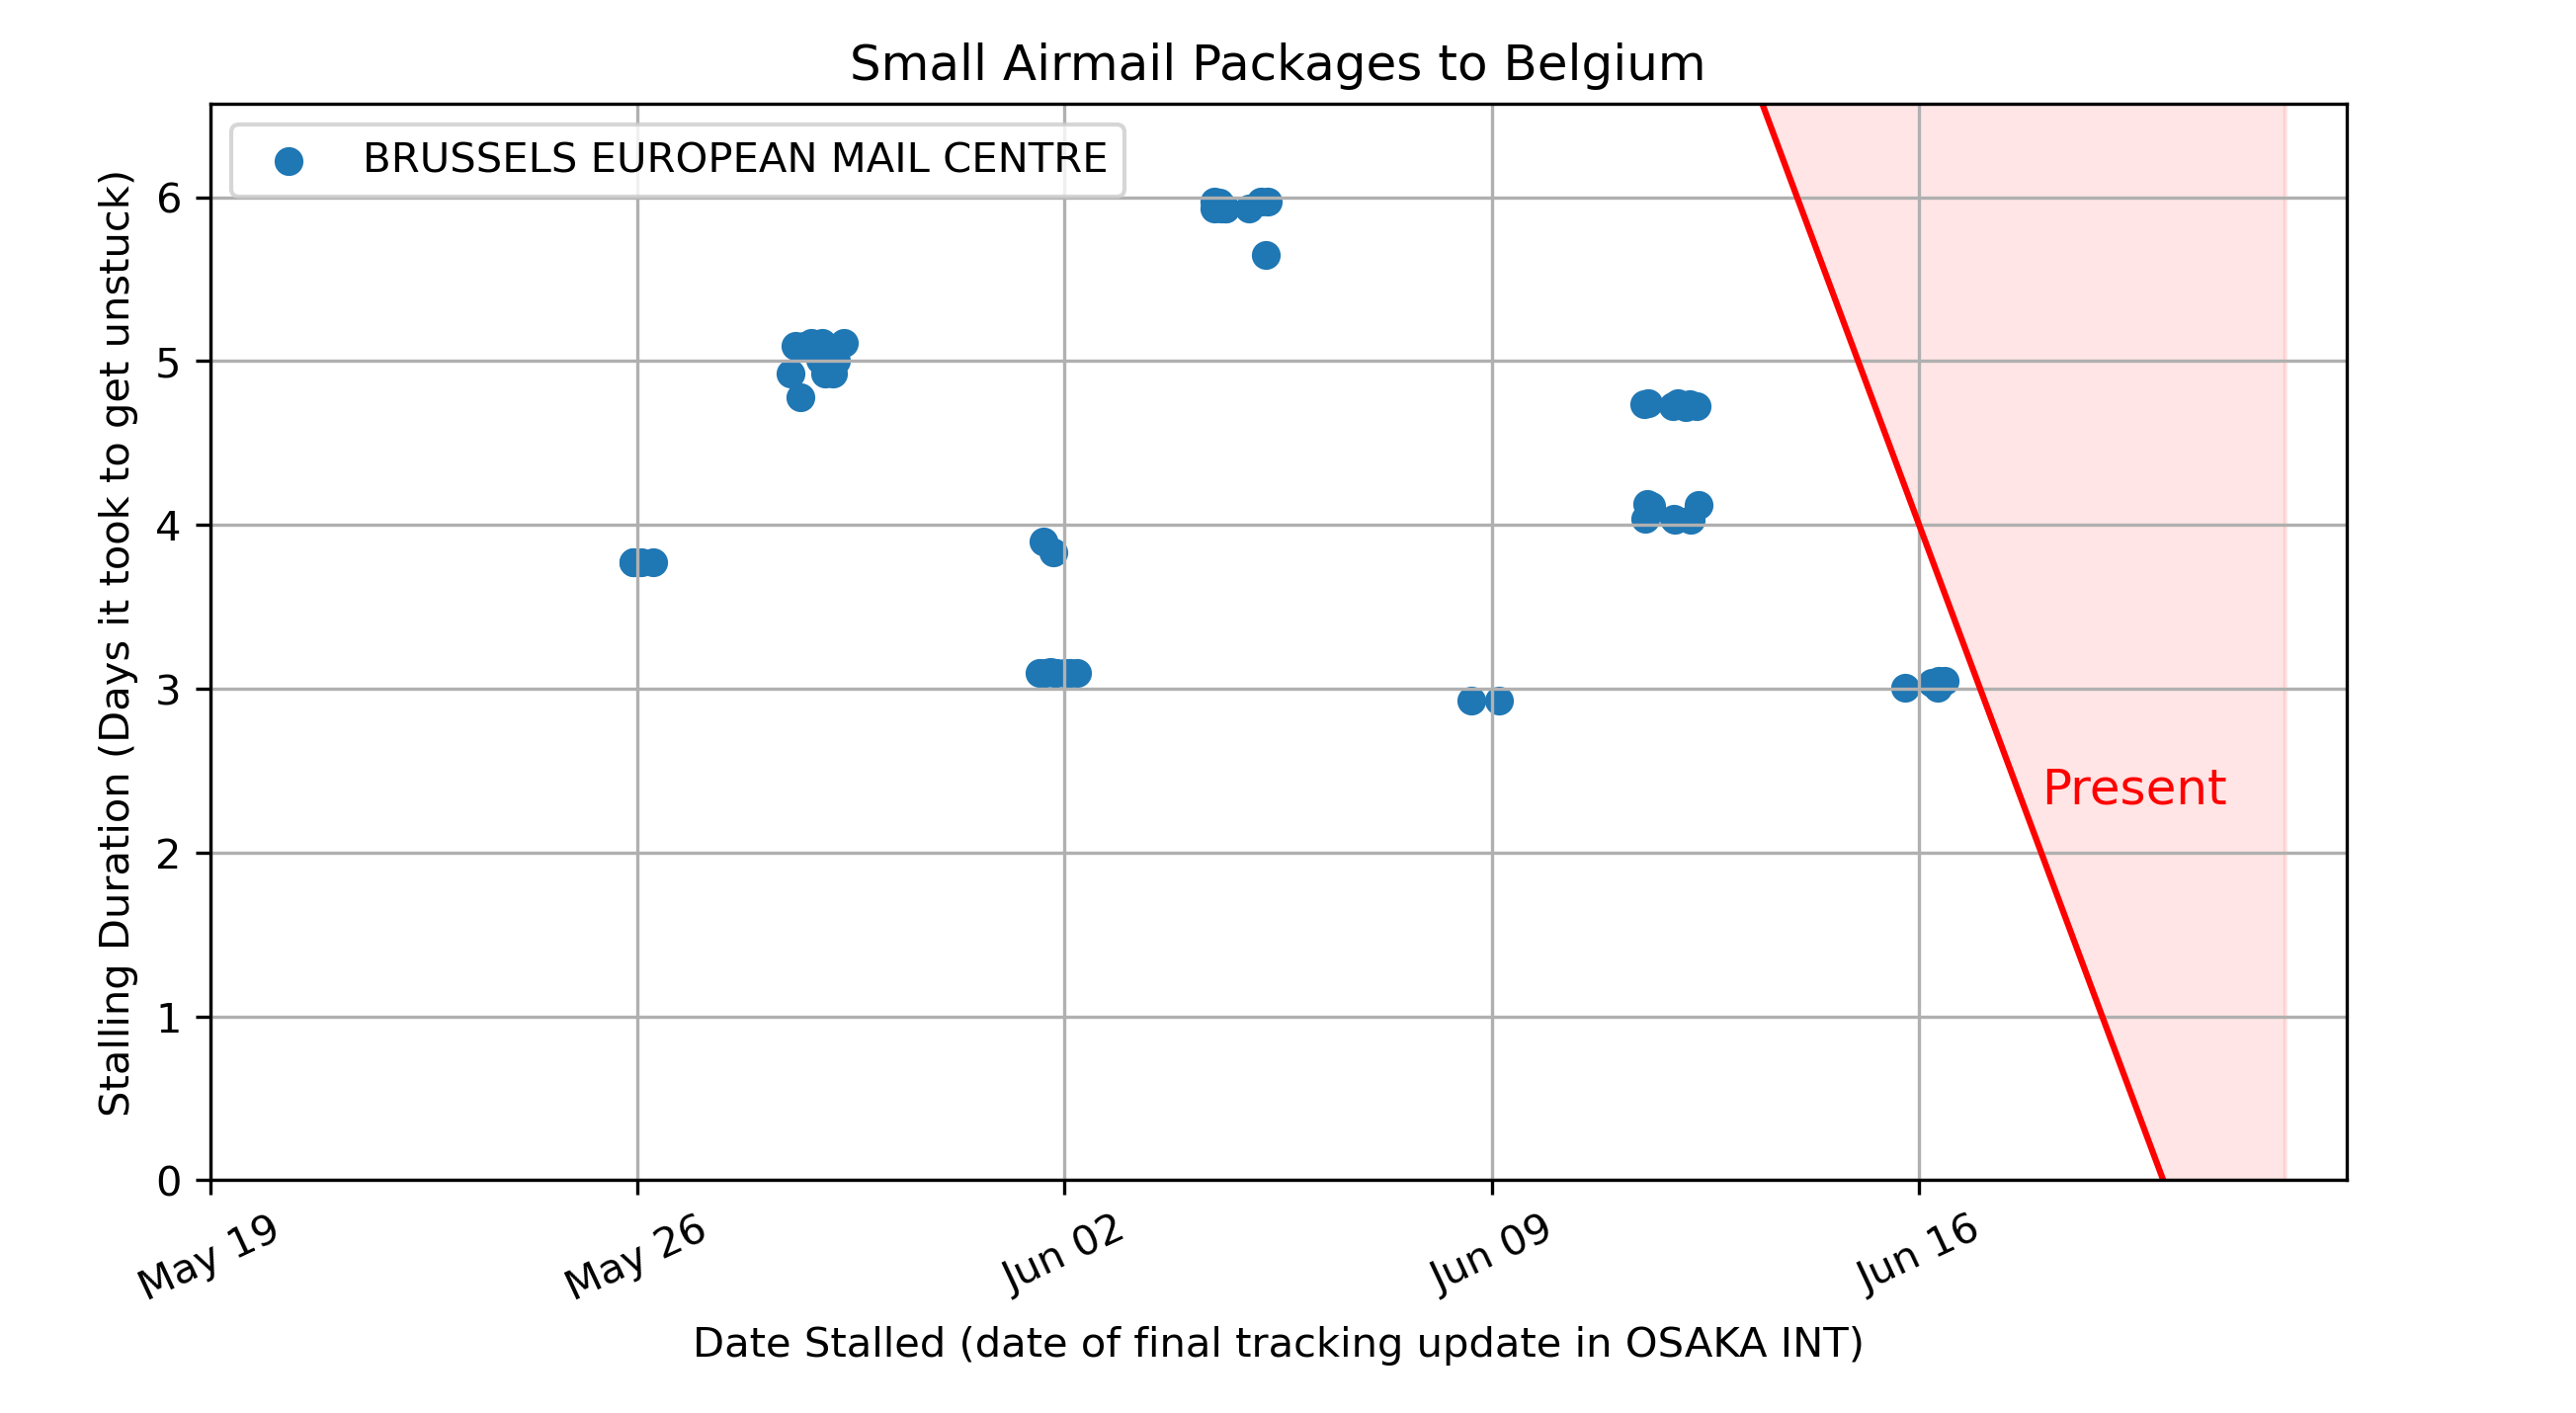 Small Airmail Packages to Belgium
BRUSSELS EUROPEAN MAIL CENTRE
Stalling Duration (Days it took to get unstuck)
6
5
4
3
2
1
0
Present
May 19
May 26
Jun 02
Jun 09
Jun 16
Date Stalled (date of final tracking update in OSAKA INT)